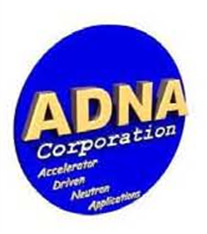 ADNA
Corporation
Accelerator
Driven
Neutron
Applications